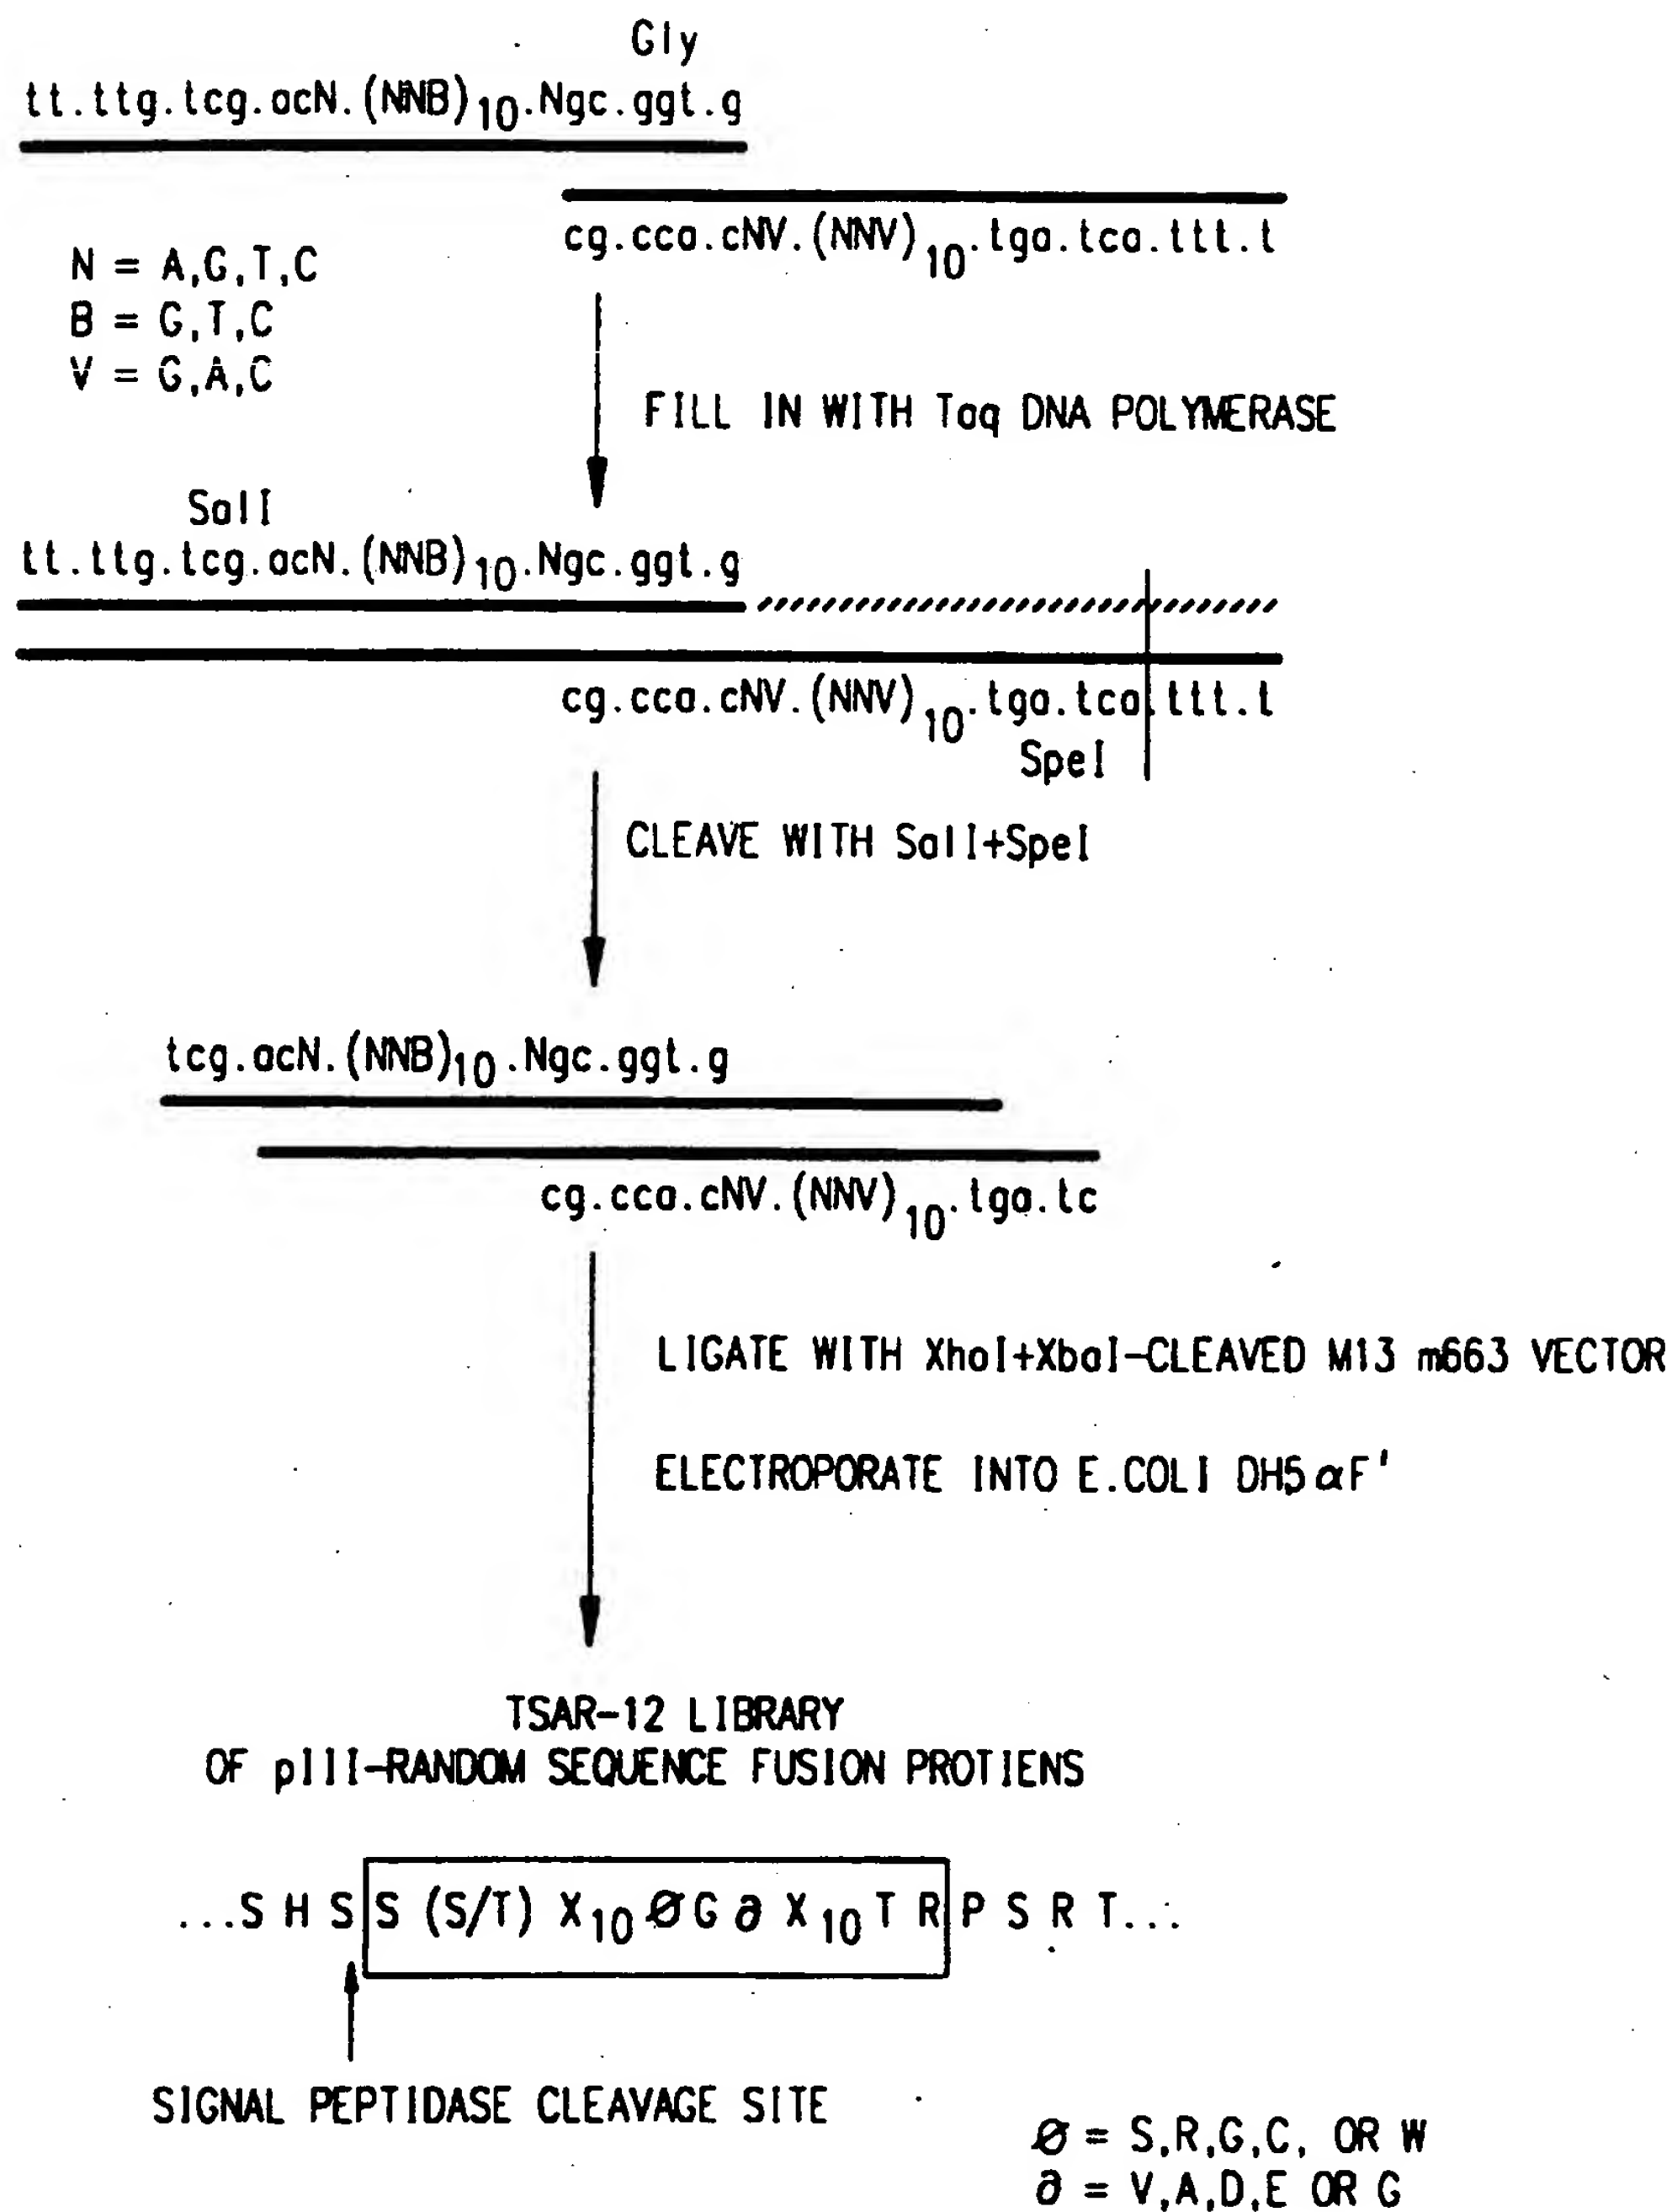 Gly
tt.ttg.tcg.acN.(NNB)10.Ngc.ggt.g
cg.cca.cNV.(NNV)10.tga.tca.ttt.t
N = A,G,T,C
B = G,T,C
V = G,A,C
FILL IN WITH Taq DNA POLYMERASE
SalI
tt.ttg.tcg.acN.(NNB)10.Ngc.ggt.g
cg.cca.cNV.(NNV)10.tga.tca.ttt.t
SpeI
CLEAVE WITH SalI+SpeI
tcg.acN.(NNB)10.Ngc.ggt.g
cg.cca.cNV.(NNV)10.tga.tc
LIGATE WITH XhoI+XbaI-CLEAVED M13 m663 VECTOR
ELECTROPORATE INTO E.COLI DH5αF'
TSAR-12 LIBRARY
OF pIII-RANDOM SEQUENCE FUSION PROTIENS
...S H S S (S/T) X10 Ø G ∂ X10 T R P S R T...
SIGNAL PEPTIDASE CLEAVAGE SITE
Ø = S,R,G,C, OR W
∂ = V,A,D,E OR G